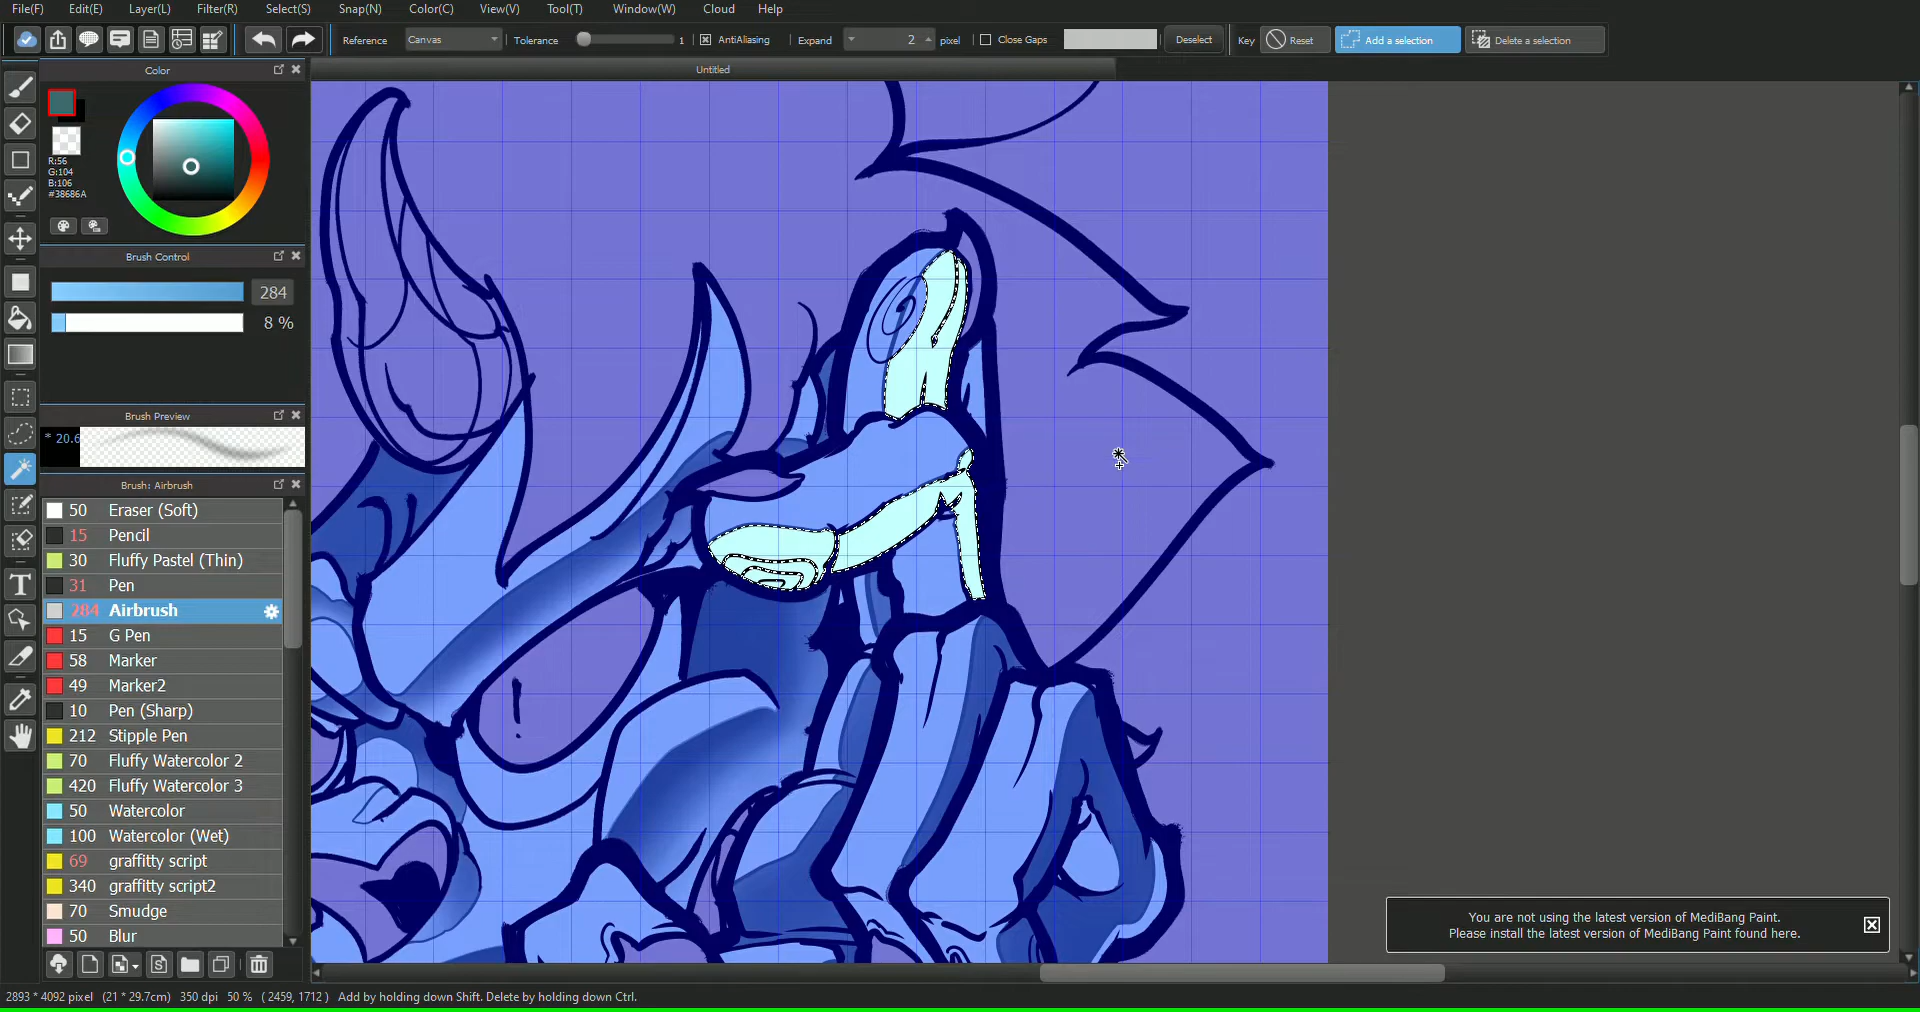 File(F) Edit(E) Layer(L) Filter(R) Select(S) Snap(N) Color(C) View(V) Tool(T) Window(W) Cloud Help
Reference Canvas Tolerance 1 AntiAliasing Expand 2 pixel Close Gaps Deselect Key Reset Add a selection Delete a selection
Color
Untitled
R:56
G:104
B:106
#38686A
Brush Control
284
8 %
Brush Preview
* 20.6
Brush: Airbrush
50 Eraser (Soft)
15 Pencil
30 Fluffy Pastel (Thin)
31 Pen
284 Airbrush
15 G Pen
58 Marker
49 Marker2
10 Pen (Sharp)
212 Stipple Pen
70 Fluffy Watercolor 2
420 Fluffy Watercolor 3
50 Watercolor
100 Watercolor (Wet)
69 graffitty script
340 graffitty script2
70 Smudge
50 Blur
You are not using the latest version of MediBang Paint.
Please install the latest version of MediBang Paint found here.
2893 * 4092 pixel (21 * 29.7cm) 350 dpi 50 % ( 2459, 1712 ) Add by holding down Shift. Delete by holding down Ctrl.